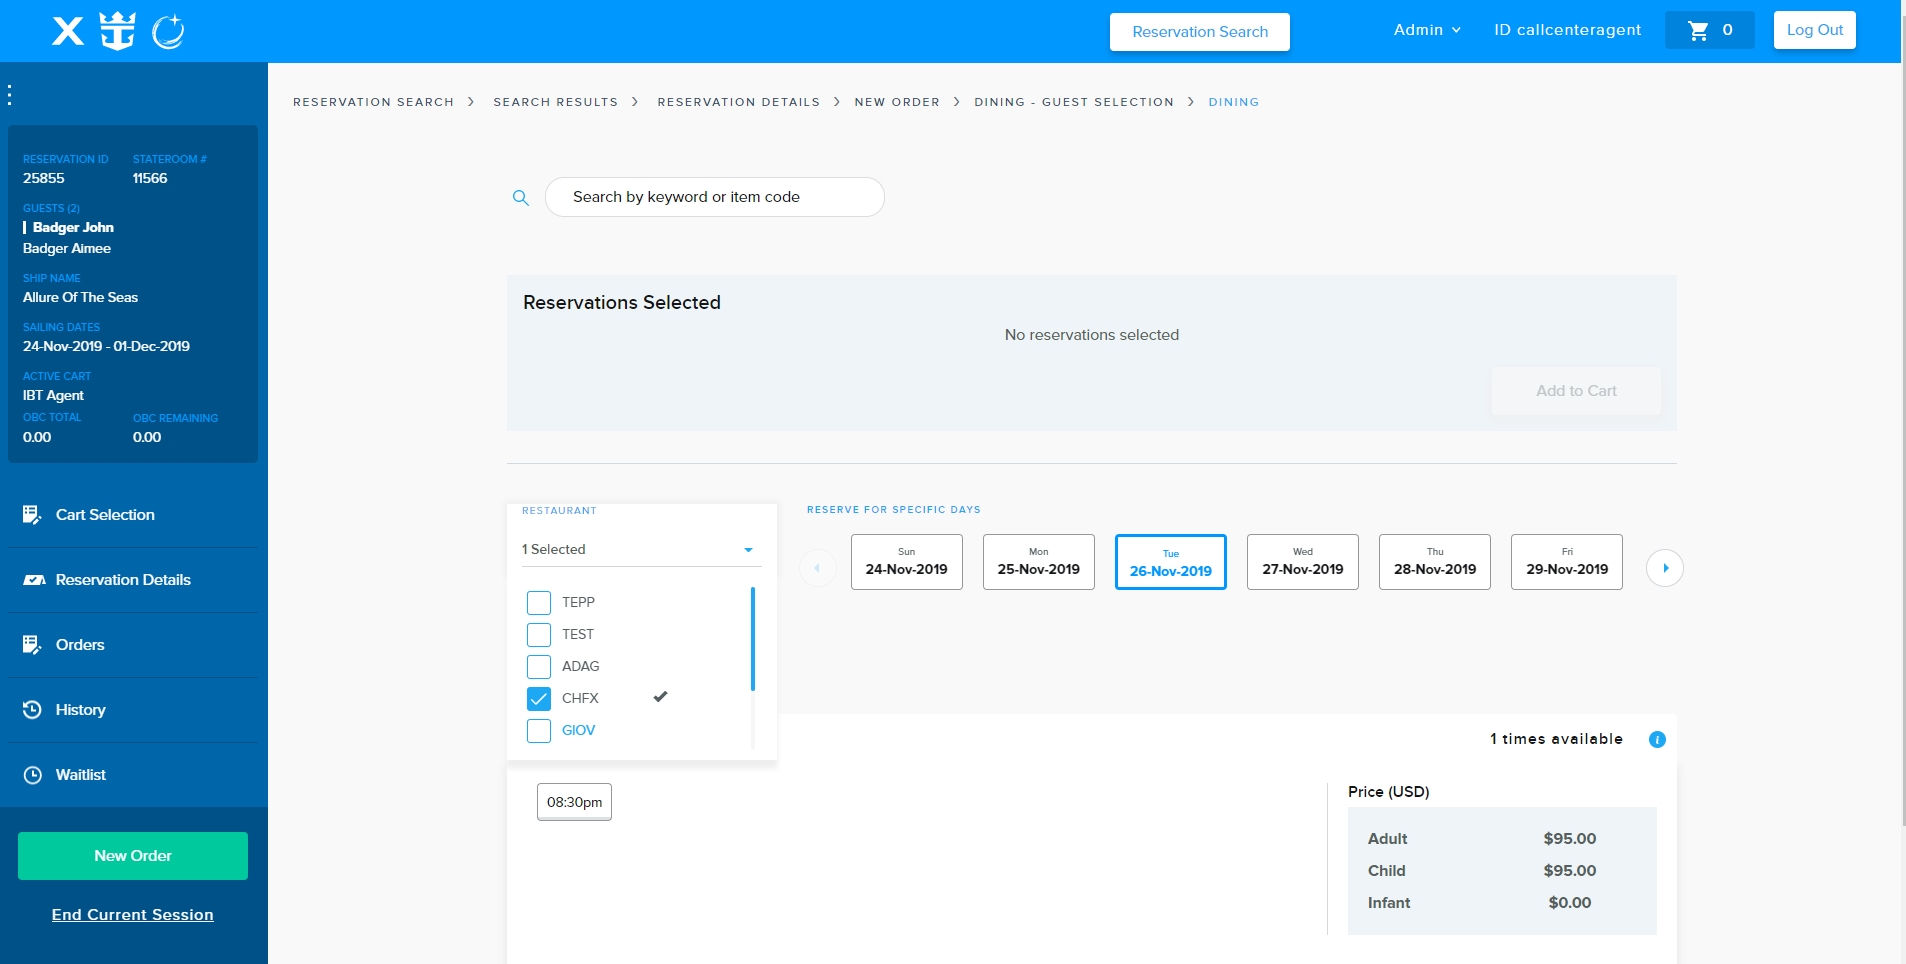 Reservation Search
Admin
ID callcenteragent
0
Log Out
RESERVATION SEARCH > SEARCH RESULTS > RESERVATION DETAILS > NEW ORDER > DINING - GUEST SELECTION > DINING
RESERVATION ID STATEROOM #
25855 11566
GUESTS (2)
Badger John
Badger Aimee
SHIP NAME
Allure Of The Seas
SAILING DATES
24-Nov-2019 - 01-Dec-2019
ACTIVE CART
IBT Agent
OBC TOTAL OBC REMAINING
0.00 0.00
Cart Selection
Reservation Details
Orders
History
Waitlist
New Order
End Current Session
Search by keyword or item code
Reservations Selected
No reservations selected
Add to Cart
RESTAURANT
1 Selected
TEPP
TEST
ADAG
CHFX
GIOV
RESERVE FOR SPECIFIC DAYS
Sun
24-Nov-2019
Mon
25-Nov-2019
Tue
26-Nov-2019
Wed
27-Nov-2019
Thu
28-Nov-2019
Fri
29-Nov-2019
1 times available
08:30pm
Price (USD)
Adult $95.00
Child $95.00
Infant $0.00